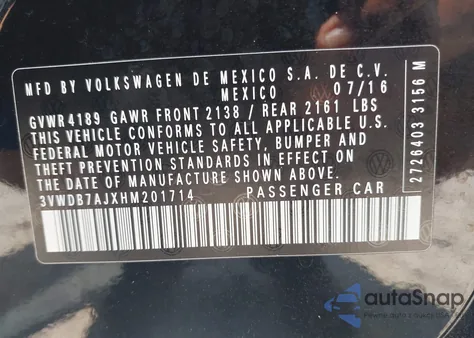 MFD BY VOLKSWAGEN DE MEXICO S.A. DE C.V.
MEXICO 07/16
GVWR4189 GAWR FRONT 2138 / REAR 2161 LBS
THIS VEHICLE CONFORMS TO ALL APPLICABLE U.S.
FEDERAL MOTOR VEHICLE SAFETY, BUMPER AND
THEFT PREVENTION STANDARDS IN EFFECT ON
THE DATE OF MANUFACTURE SHOWN ABOVE.
3VWDB7AJXHM201714 PASSENGER CAR
2726403 3156 M
autoSnap